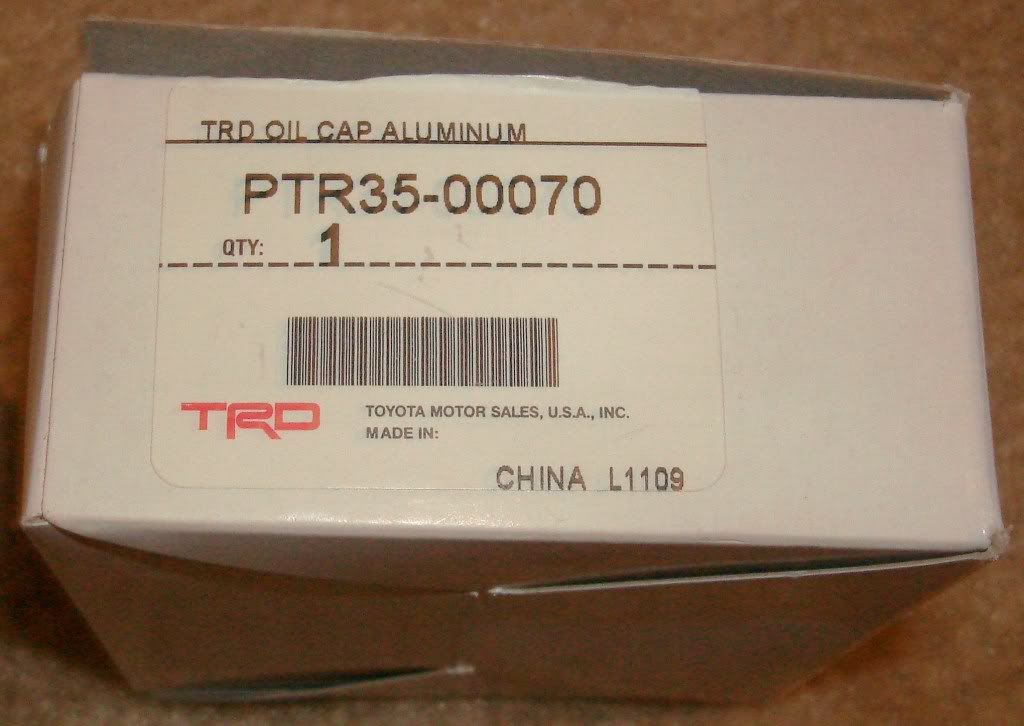 TRD OIL CAP ALUMINUM
PTR35-00070
QTY: 1
TRD
TOYOTA MOTOR SALES, U.S.A., INC.
MADE IN:
CHINA L1109